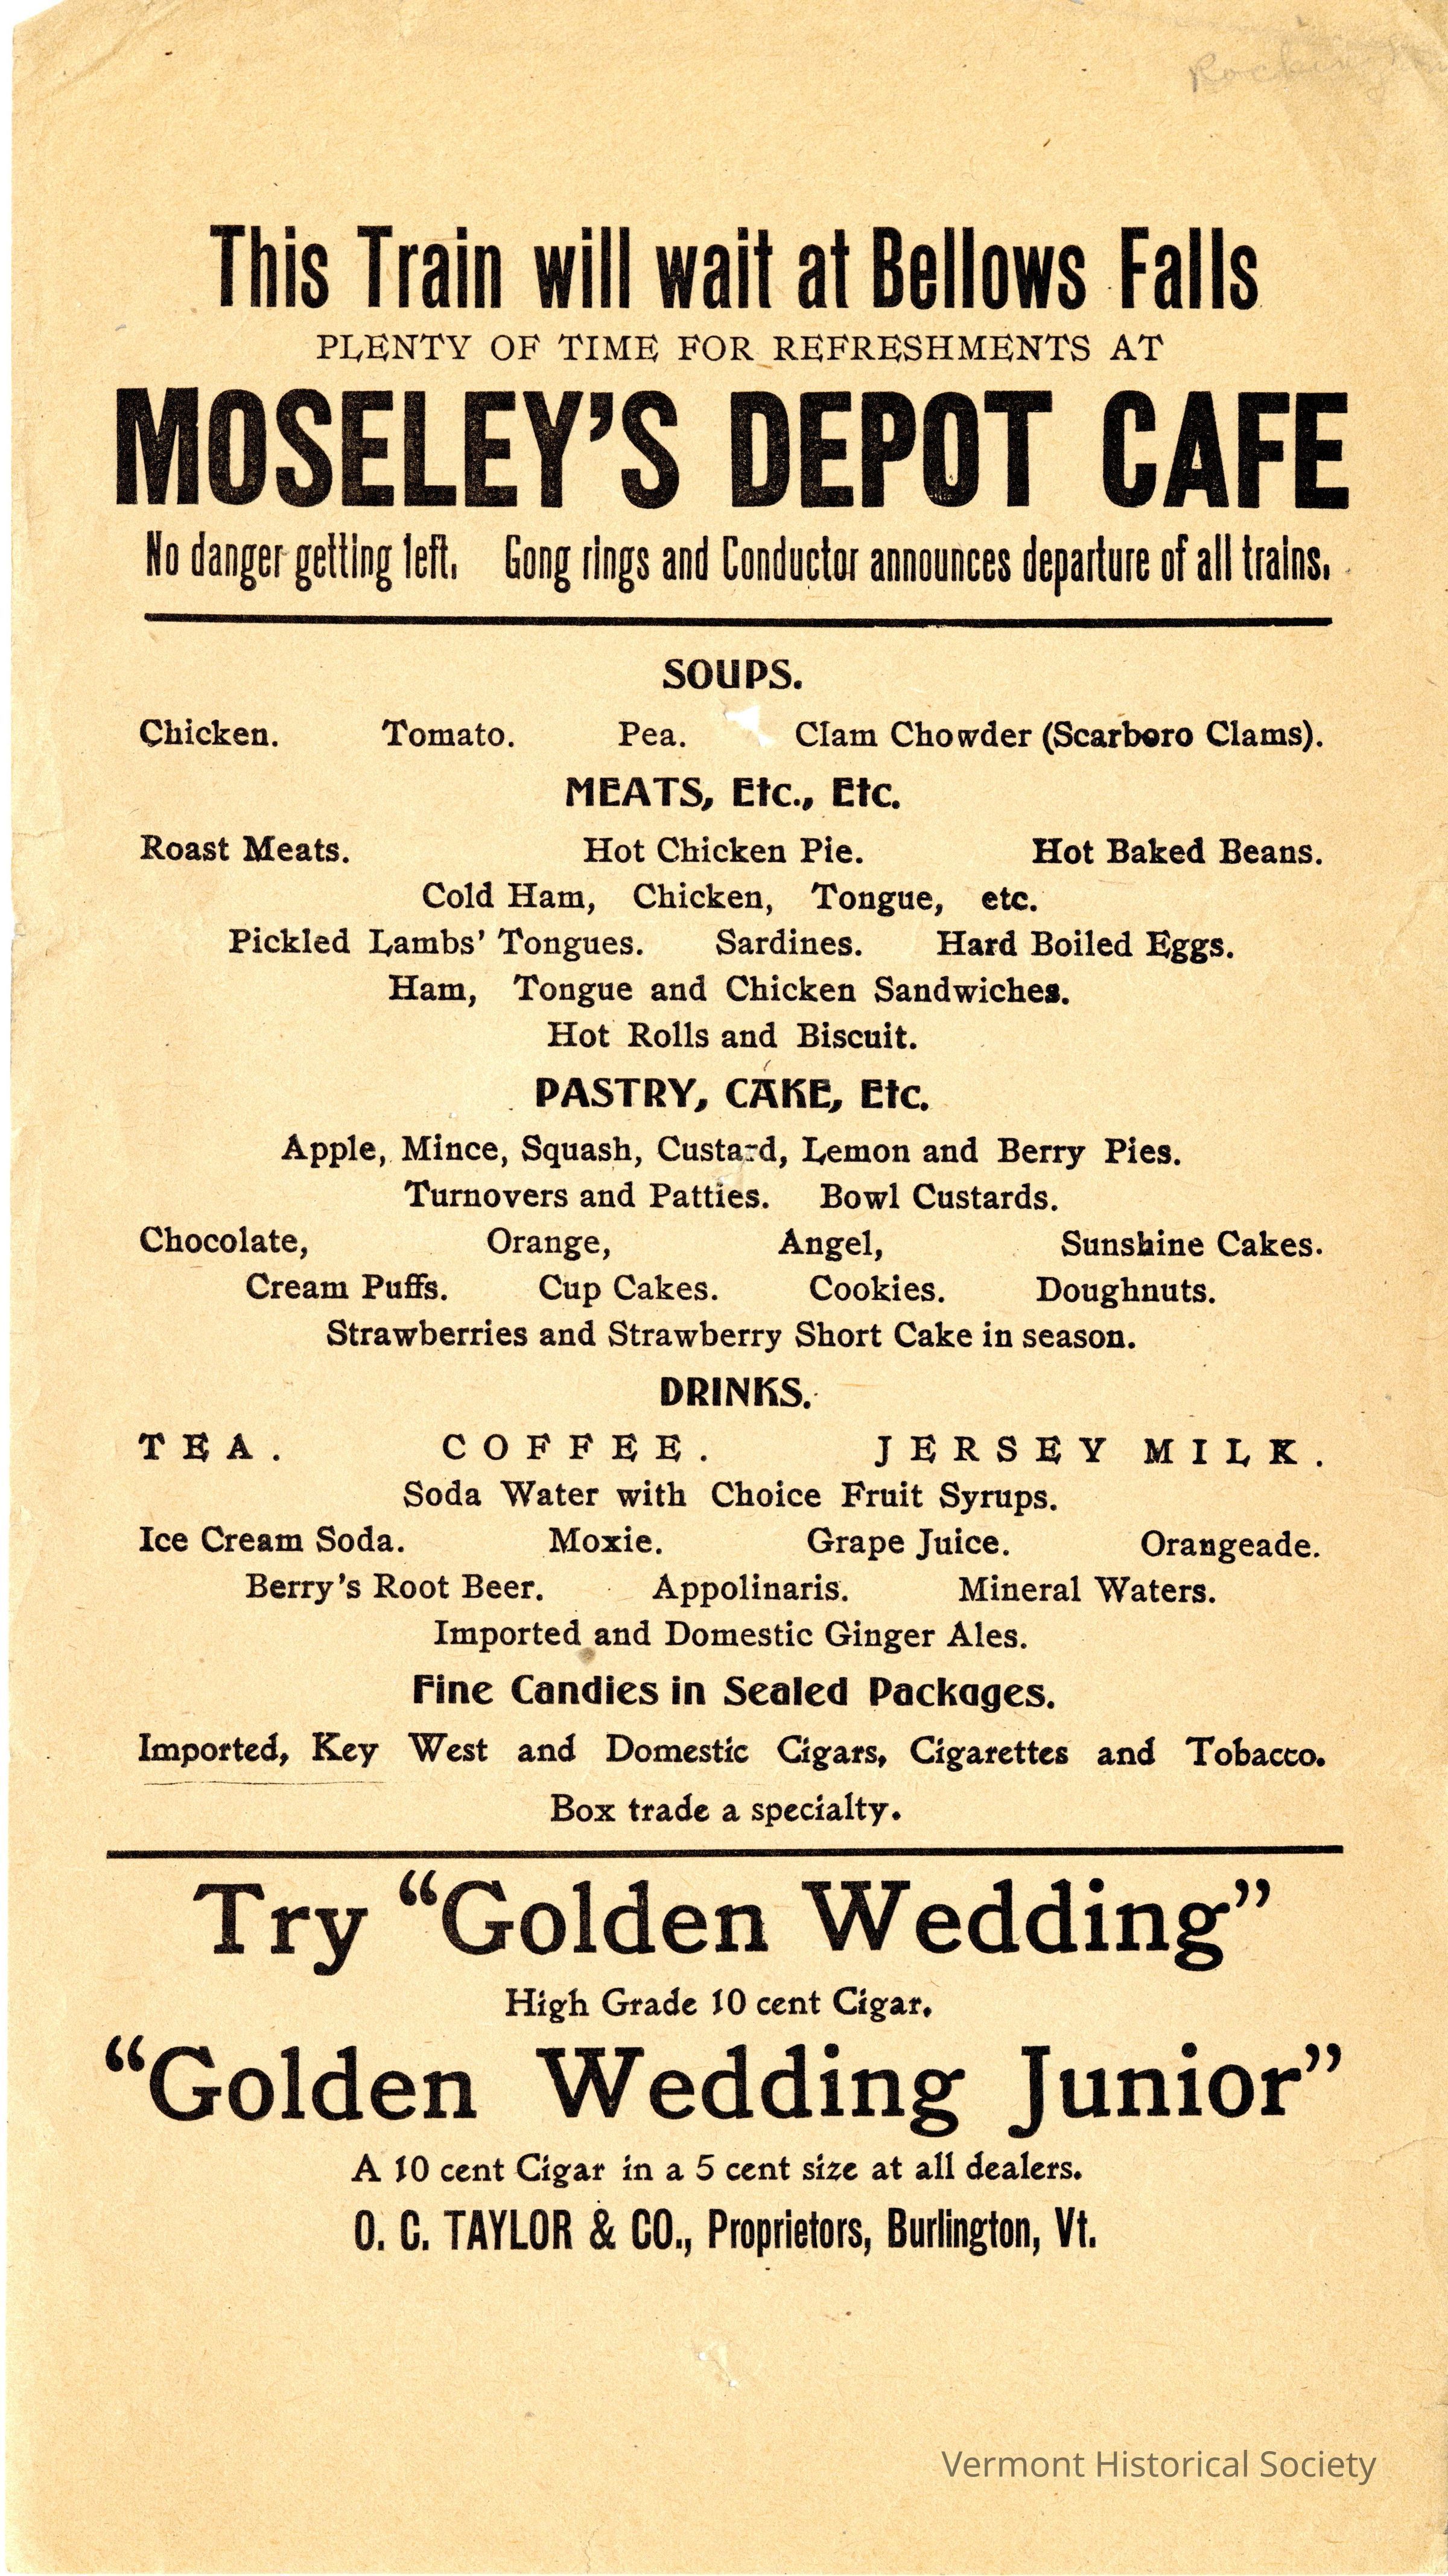 This Train will wait at Bellows Falls
PLENTY OF TIME FOR REFRESHMENTS AT
MOSELEY'S DEPOT CAFE
No danger getting left. Gong rings and Conductor announces departure of all trains.
SOUPS.
Chicken. Tomato. Pea. Clam Chowder (Scarboro Clams).
MEATS, Etc., Etc.
Roast Meats. Hot Chicken Pie. Hot Baked Beans.
Cold Ham, Chicken, Tongue, etc.
Pickled Lambs' Tongues. Sardines. Hard Boiled Eggs.
Ham, Tongue and Chicken Sandwiches.
Hot Rolls and Biscuit.
PASTRY, CAKE, Etc.
Apple, Mince, Squash, Custard, Lemon and Berry Pies.
Turnovers and Patties. Bowl Custards.
Chocolate, Orange, Angel, Sunshine Cakes.
Cream Puffs. Cup Cakes. Cookies. Doughnuts.
Strawberries and Strawberry Short Cake in season.
DRINKS.
TEA. COFFEE. JERSEY MILK.
Soda Water with Choice Fruit Syrups.
Ice Cream Soda. Moxie. Grape Juice. Orangeade.
Berry's Root Beer. Appolinaris. Mineral Waters.
Imported and Domestic Ginger Ales.
Fine Candies in Sealed Packages.
Imported, Key West and Domestic Cigars, Cigarettes and Tobacco.
Box trade a specialty.
Try “Golden Wedding”
High Grade 10 cent Cigar.
“Golden Wedding Junior”
A 10 cent Cigar in a 5 cent size at all dealers.
O. C. TAYLOR & CO., Proprietors, Burlington, Vt.
Vermont Historical Society